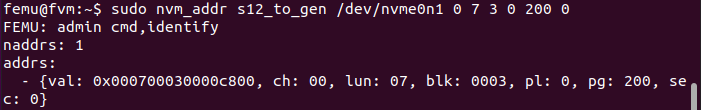 femu@fvm:~$ sudo nvm_addr s12_to_gen /dev/nvme0n1 0 7 3 0 200 0
FEMU: admin cmd,identify
naddrs: 1
addrs:
  - {val: 0x000700030000c800, ch: 00, lun: 07, blk: 0003, pl: 0, pg: 200, se
c: 0}